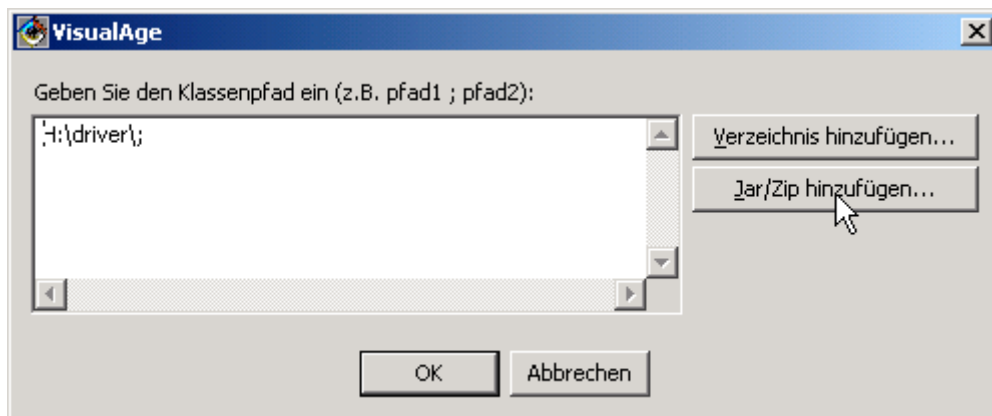 VisualAge
Geben Sie den Klassenpfad ein (z.B. pfad1 ; pfad2):
H:\driver\;
Verzeichnis hinzufügen...
Jar/Zip hinzufügen...
OK
Abbrechen